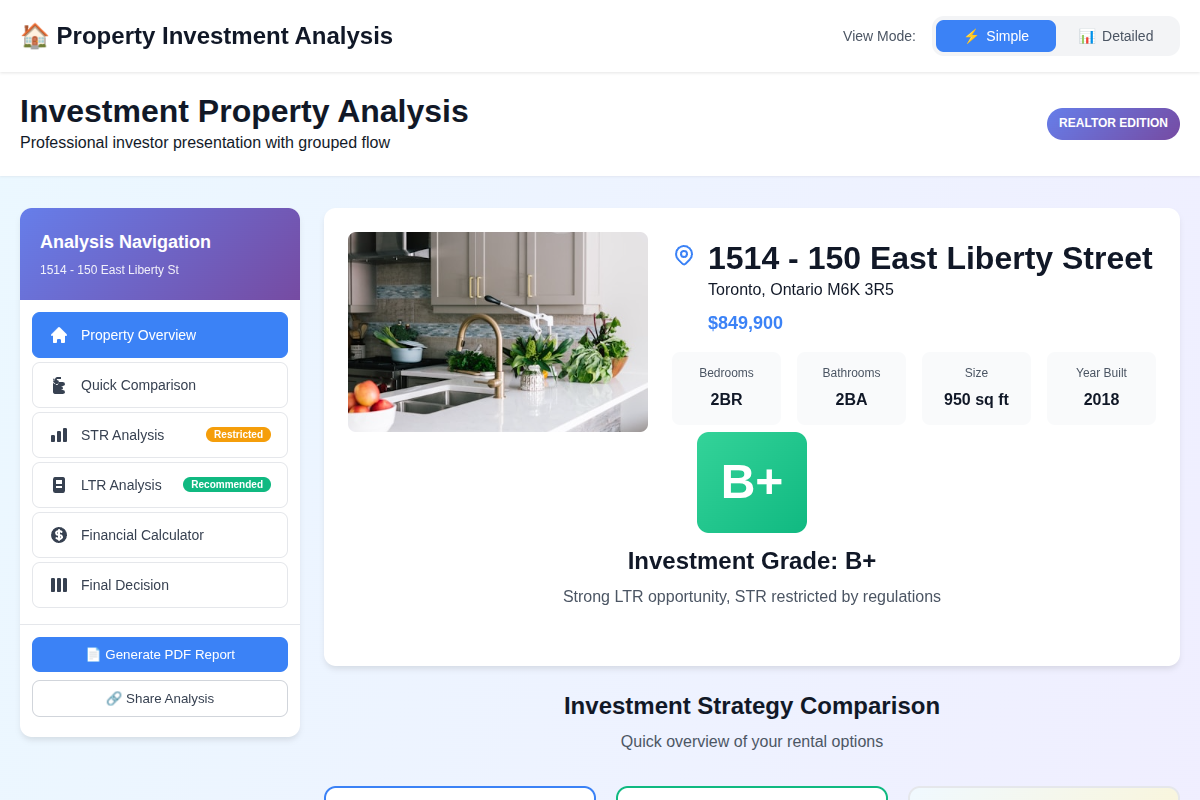 🏠 Property Investment Analysis
View Mode:
⚡ Simple
📊 Detailed
Investment Property Analysis
Professional investor presentation with grouped flow
REALTOR EDITION
Analysis Navigation
1514 - 150 East Liberty St
Property Overview
Quick Comparison
STR Analysis Restricted
LTR Analysis Recommended
Financial Calculator
Final Decision
📄 Generate PDF Report
🔗 Share Analysis
1514 - 150 East Liberty Street
Toronto, Ontario M6K 3R5
$849,900
Bedrooms
2BR
Bathrooms
2BA
Size
950 sq ft
Year Built
2018
B+
Investment Grade: B+
Strong LTR opportunity, STR restricted by regulations
Investment Strategy Comparison
Quick overview of your rental options